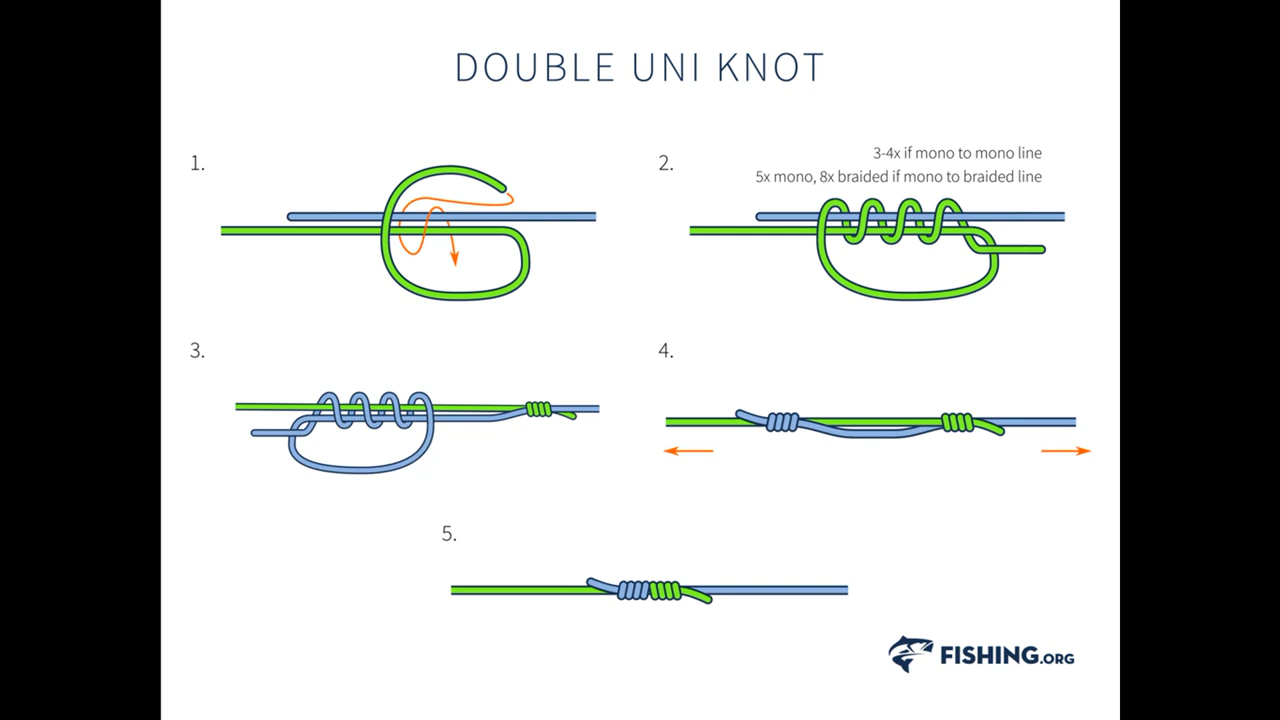 DOUBLE UNI KNOT
1.
2.
3-4x if mono to mono line
5x mono, 8x braided if mono to braided line
3.
4.
5.
FISHING.ORG